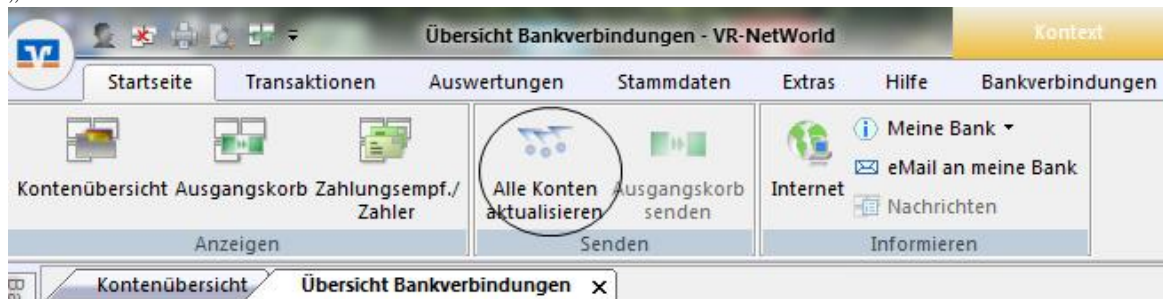 „
Übersicht Bankverbindungen - VR-NetWorld
Kontext
Startseite Transaktionen Auswertungen Stammdaten Extras Hilfe Bankverbindungen
Kontenübersicht
Ausgangskorb
Zahlungsempf./
Zahler
Anzeigen
Alle Konten
aktualisieren
Ausgangskorb
senden
Senden
Internet
Meine Bank
eMail an meine Bank
Nachrichten
Informieren
Kontenübersicht Übersicht Bankverbindungen x